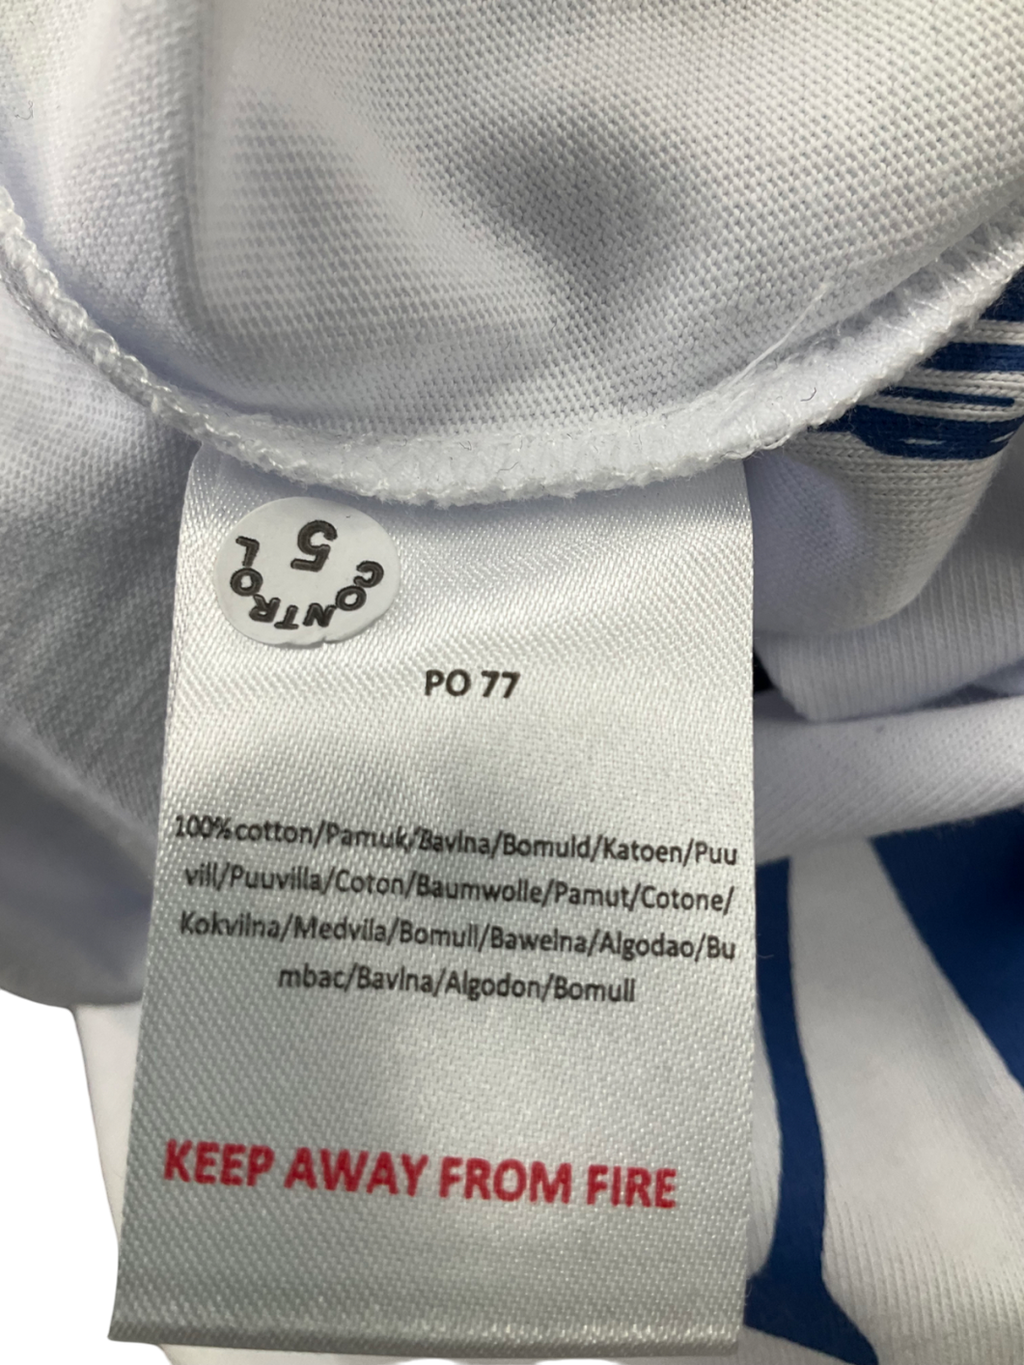 5
CONTROL
PO 77
100%cotton/Pamuk/Bavlna/Bomuld/Katoen/Puu
vill/Puuvilla/Coton/Baumwolle/Pamut/Cotone/
Kokvilna/Medvila/Bomull/Bawelna/Algodao/Bu
mbac/Bavlna/Algodon/Bomull
KEEP AWAY FROM FIRE